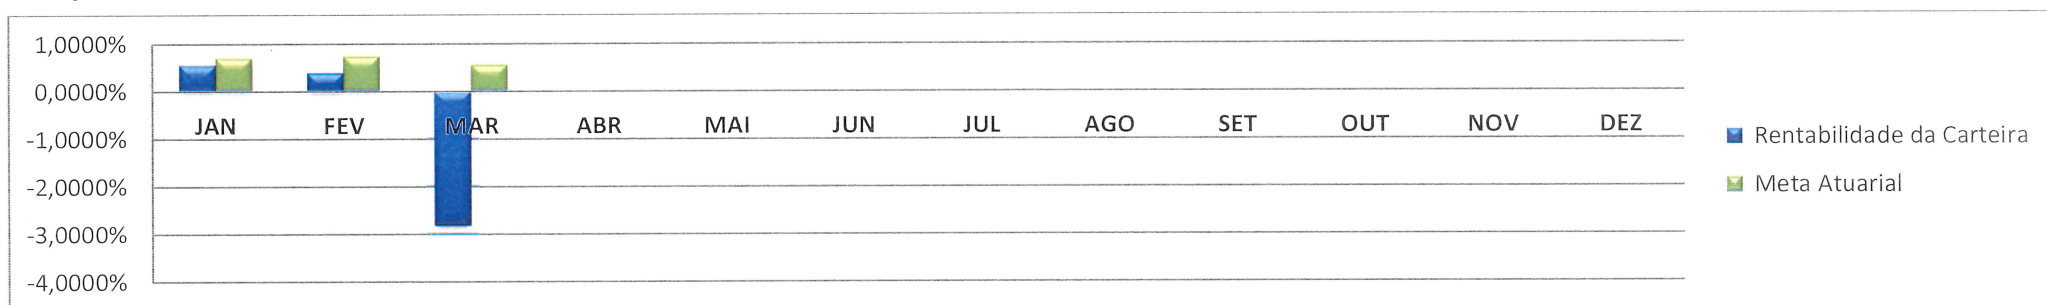 1,0000%
0,0000%
-1,0000%
-2,0000%
-3,0000%
-4,0000%
JAN FEV MAR ABR MAI JUN JUL AGO SET OUT NOV DEZ
Rentabilidade da Carteira
Meta Atuarial